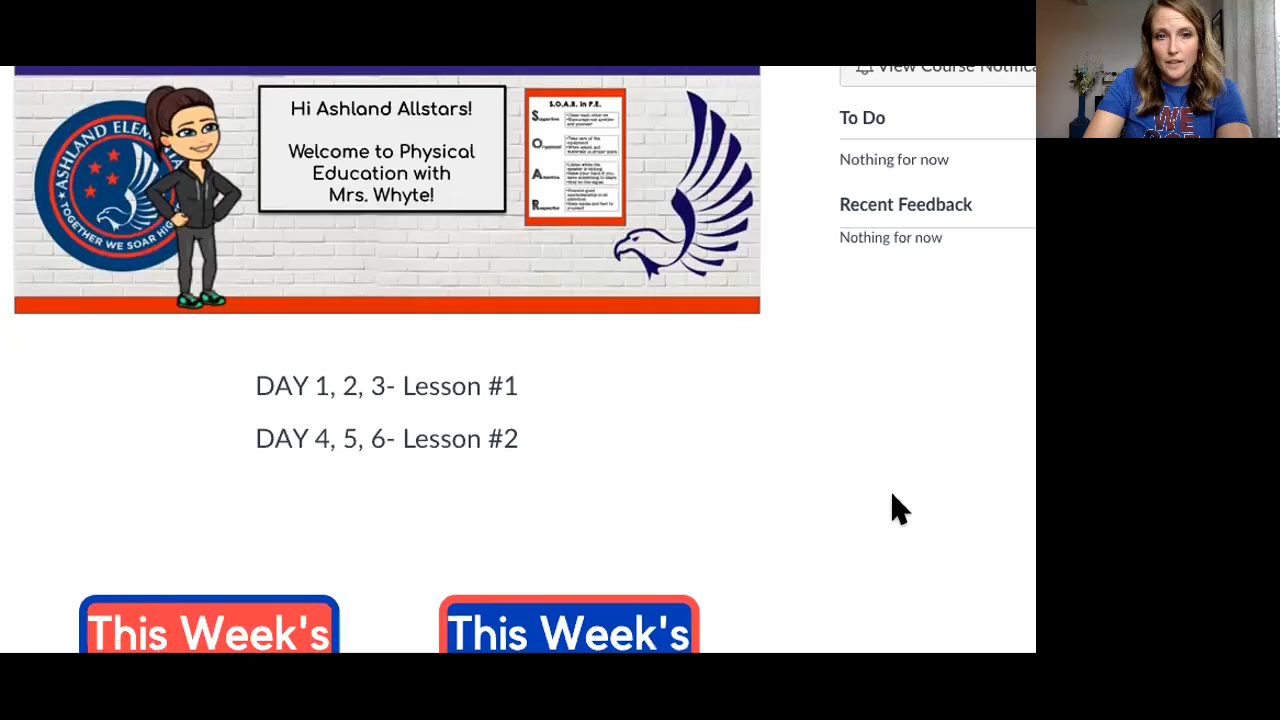 View Course Notifica
Hi Ashland Allstars!
Welcome to Physical
Education with
Mrs. Whyte!
S.O.A.R. in P.E.
ASHLAND ELEM
TOGETHER WE SOAR HIG
To Do
Nothing for now
Recent Feedback
Nothing for now
WE
DAY 1, 2, 3- Lesson #1
DAY 4, 5, 6- Lesson #2
This Week's
This Week's